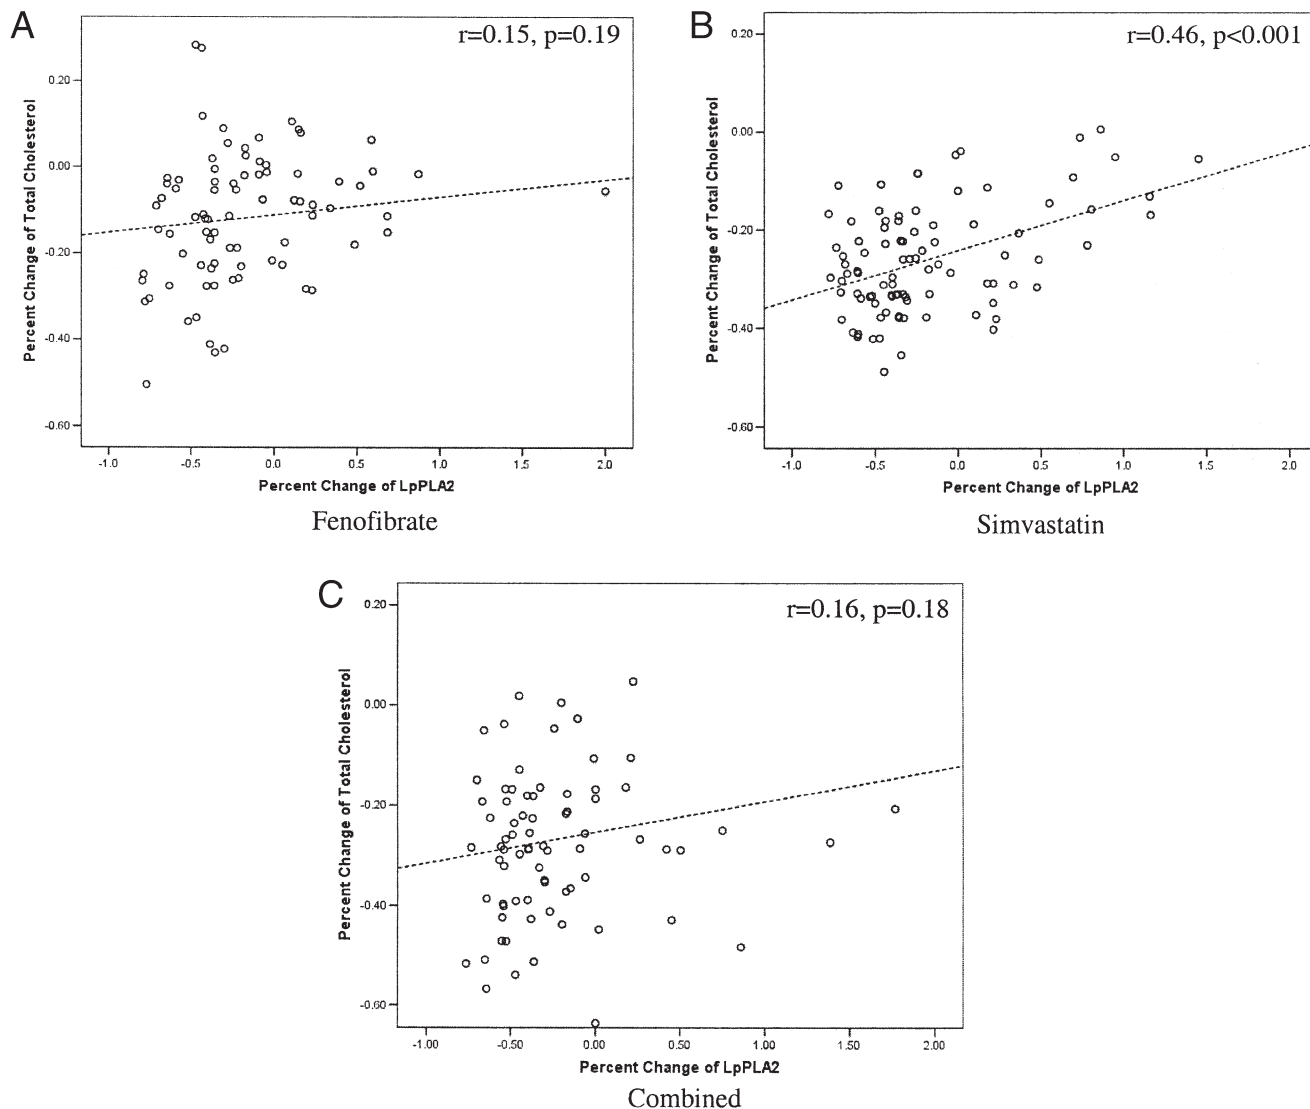 A
r=0.15, p=0.19
Percent Change of Total Cholesterol
0.20
0.00
-0.20
-0.40
-0.60
-1.0 -0.5 0.0 0.5 1.0 1.5 2.0
Percent Change of LpPLA2
Fenofibrate
B
r=0.46, p<0.001
Percent Change of Total Cholesterol
0.20
0.00
-0.20
-0.40
-0.60
-1.0 -0.5 0.0 0.5 1.0 1.5 2.0
Percent Change of LpPLA2
Simvastatin
C
r=0.16, p=0.18
Percent Change of Total Cholesterol
0.20
0.00
-0.20
-0.40
-0.60
-1.00 -0.50 0.00 0.50 1.00 1.50 2.00
Percent Change of LpPLA2
Combined